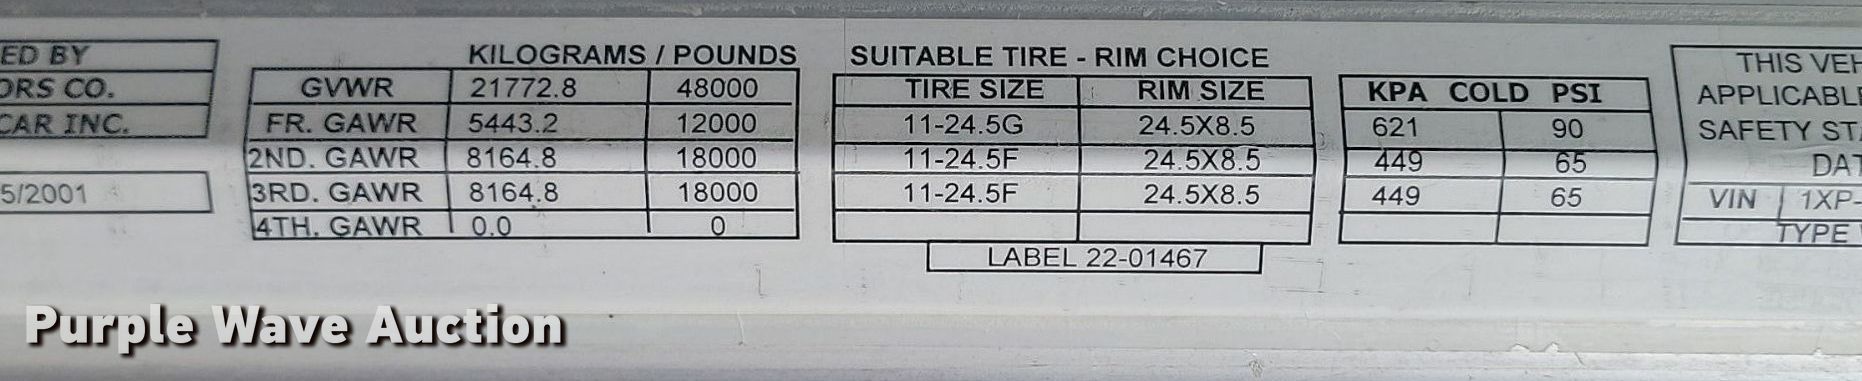 ED BY
ORS CO.
CAR INC.
5/2001
KILOGRAMS / POUNDS
GVWR 21772.8 48000
FR. GAWR 5443.2 12000
2ND. GAWR 8164.8 18000
3RD. GAWR 8164.8 18000
4TH. GAWR 0.0 0
SUITABLE TIRE - RIM CHOICE
TIRE SIZE RIM SIZE
11-24.5G 24.5X8.5
11-24.5F 24.5X8.5
11-24.5F 24.5X8.5
LABEL 22-01467
KPA COLD PSI
621 90
449 65
449 65
THIS VEH
APPLICABLE
SAFETY STA
DAT
VIN 1XP-
TYPE
Purple Wave Auction